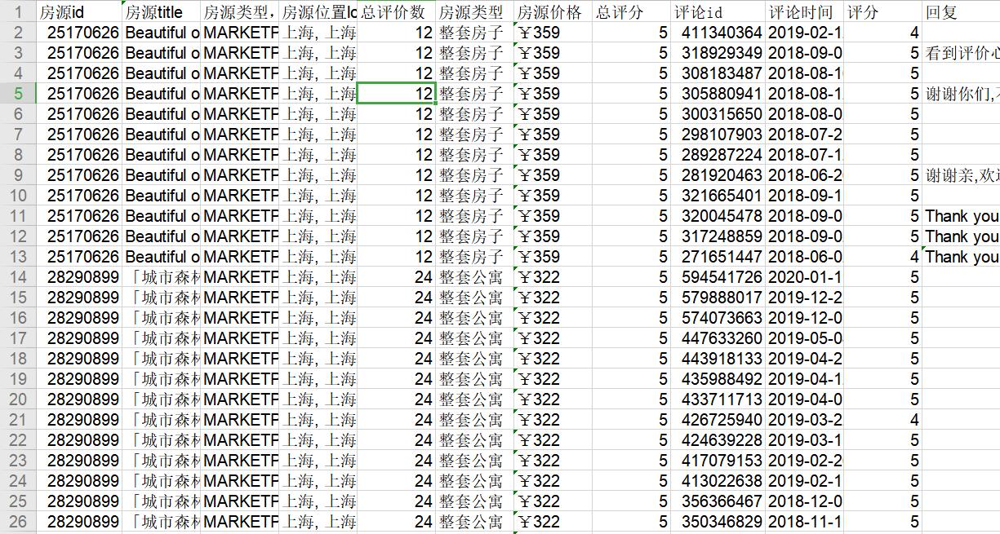 1 房源id 房源title 房源类型, 房源位置lo 总评价数 房源类型 房源价格 总评分 评论id 评论时间 评分 回复
2 25170626 Beautiful o MARKETP 上海, 上海 12 整套房子 ￥359 5 411340364 2019-02-1 4
3 25170626 Beautiful o MARKETP 上海, 上海 12 整套房子 ￥359 5 318929349 2018-09-0 5 看到评价心
4 25170626 Beautiful o MARKETP 上海, 上海 12 整套房子 ￥359 5 308183487 2018-08-1 5
5 25170626 Beautiful o MARKETP 上海, 上海 12 整套房子 ￥359 5 305880941 2018-08-1 5 谢谢你们,
6 25170626 Beautiful o MARKETP 上海, 上海 12 整套房子 ￥359 5 300315650 2018-08-0 5
7 25170626 Beautiful o MARKETP 上海, 上海 12 整套房子 ￥359 5 298107903 2018-07-2 5
8 25170626 Beautiful o MARKETP 上海, 上海 12 整套房子 ￥359 5 289287224 2018-07-1 5
9 25170626 Beautiful o MARKETP 上海, 上海 12 整套房子 ￥359 5 281920463 2018-06-2 5 谢谢亲,欢迎
10 25170626 Beautiful o MARKETP 上海, 上海 12 整套房子 ￥359 5 321665401 2018-09-1 5
11 25170626 Beautiful o MARKETP 上海, 上海 12 整套房子 ￥359 5 320045478 2018-09-0 5 Thank you
12 25170626 Beautiful o MARKETP 上海, 上海 12 整套房子 ￥359 5 317248859 2018-09-0 5 Thank you
13 25170626 Beautiful o MARKETP 上海, 上海 12 整套房子 ￥359 5 271651447 2018-06-0 4 Thank you
14 28290899 「城市森林 MARKETP 上海, 上海 24 整套公寓 ￥322 5 594541726 2020-01-1 5
15 28290899 「城市森林 MARKETP 上海, 上海 24 整套公寓 ￥322 5 579888017 2019-12-2 5
16 28290899 「城市森林 MARKETP 上海, 上海 24 整套公寓 ￥322 5 574073663 2019-12-0 5
17 28290899 「城市森林 MARKETP 上海, 上海 24 整套公寓 ￥322 5 447633260 2019-05-0 5
18 28290899 「城市森林 MARKETP 上海, 上海 24 整套公寓 ￥322 5 443918133 2019-04-2 5
19 28290899 「城市森林 MARKETP 上海, 上海 24 整套公寓 ￥322 5 435988492 2019-04-1 5
20 28290899 「城市森林 MARKETP 上海, 上海 24 整套公寓 ￥322 5 433711713 2019-04-0 5
21 28290899 「城市森林 MARKETP 上海, 上海 24 整套公寓 ￥322 5 426725940 2019-03-2 4
22 28290899 「城市森林 MARKETP 上海, 上海 24 整套公寓 ￥322 5 424639228 2019-03-1 5
23 28290899 「城市森林 MARKETP 上海, 上海 24 整套公寓 ￥322 5 417079153 2019-02-2 5
24 28290899 「城市森林 MARKETP 上海, 上海 24 整套公寓 ￥322 5 413022638 2019-02-1 5
25 28290899 「城市森林 MARKETP 上海, 上海 24 整套公寓 ￥322 5 356366467 2018-12-0 5
26 28290899 「城市森林 MARKETP 上海, 上海 24 整套公寓 ￥322 5 350346829 2018-11-1 5